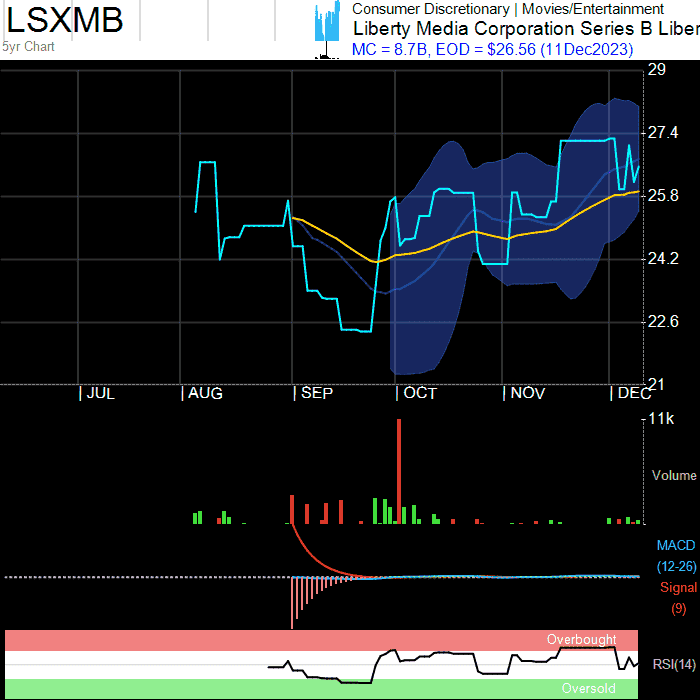 LSXMB
Consumer Discretionary | Movies/Entertainment
Liberty Media Corporation Series B Liber
5yr Chart
MC = 8.7B, EOD = $26.56 (11Dec2023)
29
27.4
25.8
24.2
22.6
21
| JUL | AUG | SEP | OCT | NOV | DEC
11k
Volume
MACD
(12-26)
Signal
(9)
Overbought
RSI(14)
Oversold